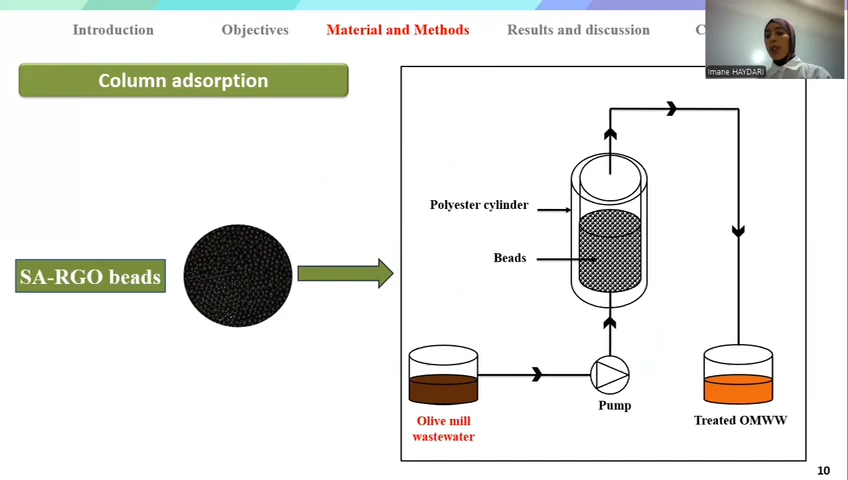 Introduction
Objectives
Material and Methods
Results and discussion
Imane HAYDARI
Column adsorption
Polyester cylinder
Beads
SA-RGO beads
Pump
Olive mill
wastewater
Treated OMWW
10